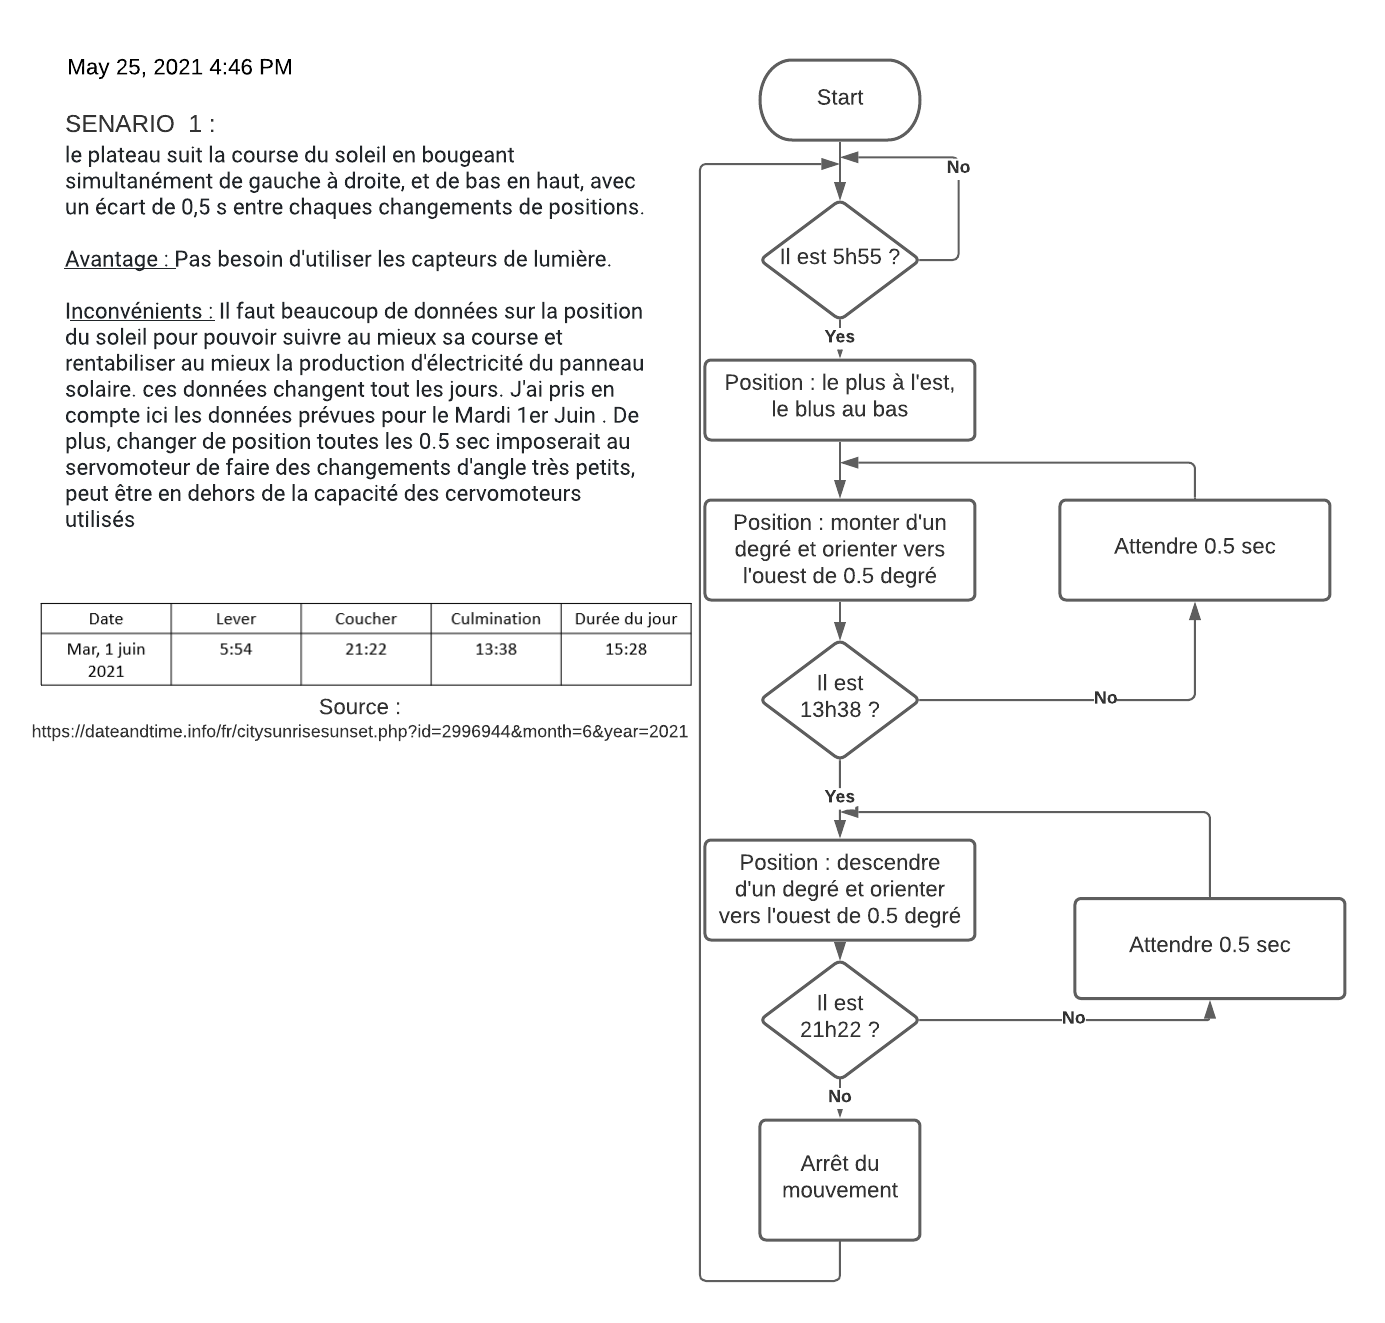 May 25, 2021 4:46 PM
SENARIO  1 :
le plateau suit la course du soleil en bougeant
simultanément de gauche à droite, et de bas en haut, avec
un écart de 0,5 s entre chaques changements de positions.
Avantage : Pas besoin d'utiliser les capteurs de lumière.
Inconvénients : Il faut beaucoup de données sur la position
du soleil pour pouvoir suivre au mieux sa course et
rentabiliser au mieux la production d'électricité du panneau
solaire. ces données changent tout les jours. J'ai pris en
compte ici les données prévues pour le Mardi 1er Juin . De
plus, changer de position toutes les 0.5 sec imposerait au
servomoteur de faire des changements d'angle très petits,
peut être en dehors de la capacité des cervomoteurs
utilisés
Date Lever Coucher Culmination Durée du jour
Mar, 1 juin 5:54 21:22 13:38 15:28
2021
Source :
https://dateandtime.info/fr/citysunrisesunset.php?id=2996944&month=6&year=2021
Start
No
Il est 5h55 ?
Yes
Position : le plus à l'est,
le blus au bas
Position : monter d'un
degré et orienter vers
l'ouest de 0.5 degré
Attendre 0.5 sec
Il est
13h38 ?
No
Yes
Position : descendre
d'un degré et orienter
vers l'ouest de 0.5 degré
Attendre 0.5 sec
Il est
21h22 ?
No
No
Arrêt du
mouvement